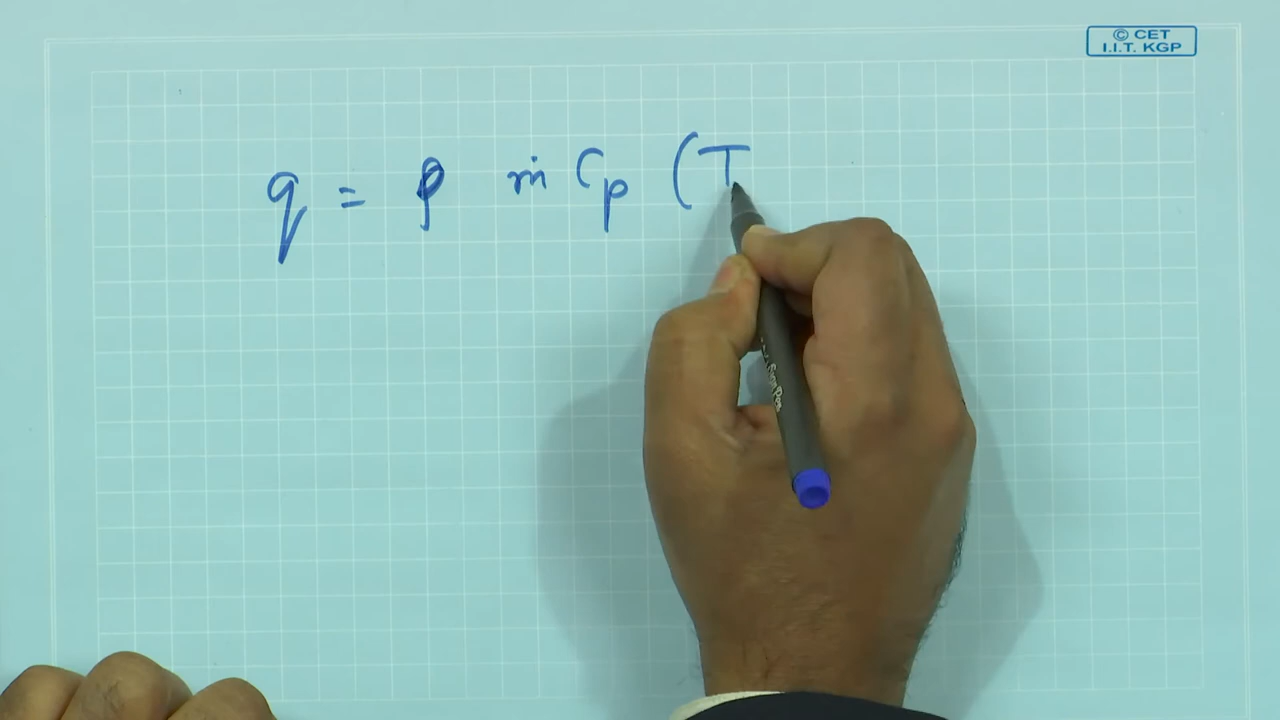 © CET
I.I.T. KGP
q = ρ ṁ Cp (T